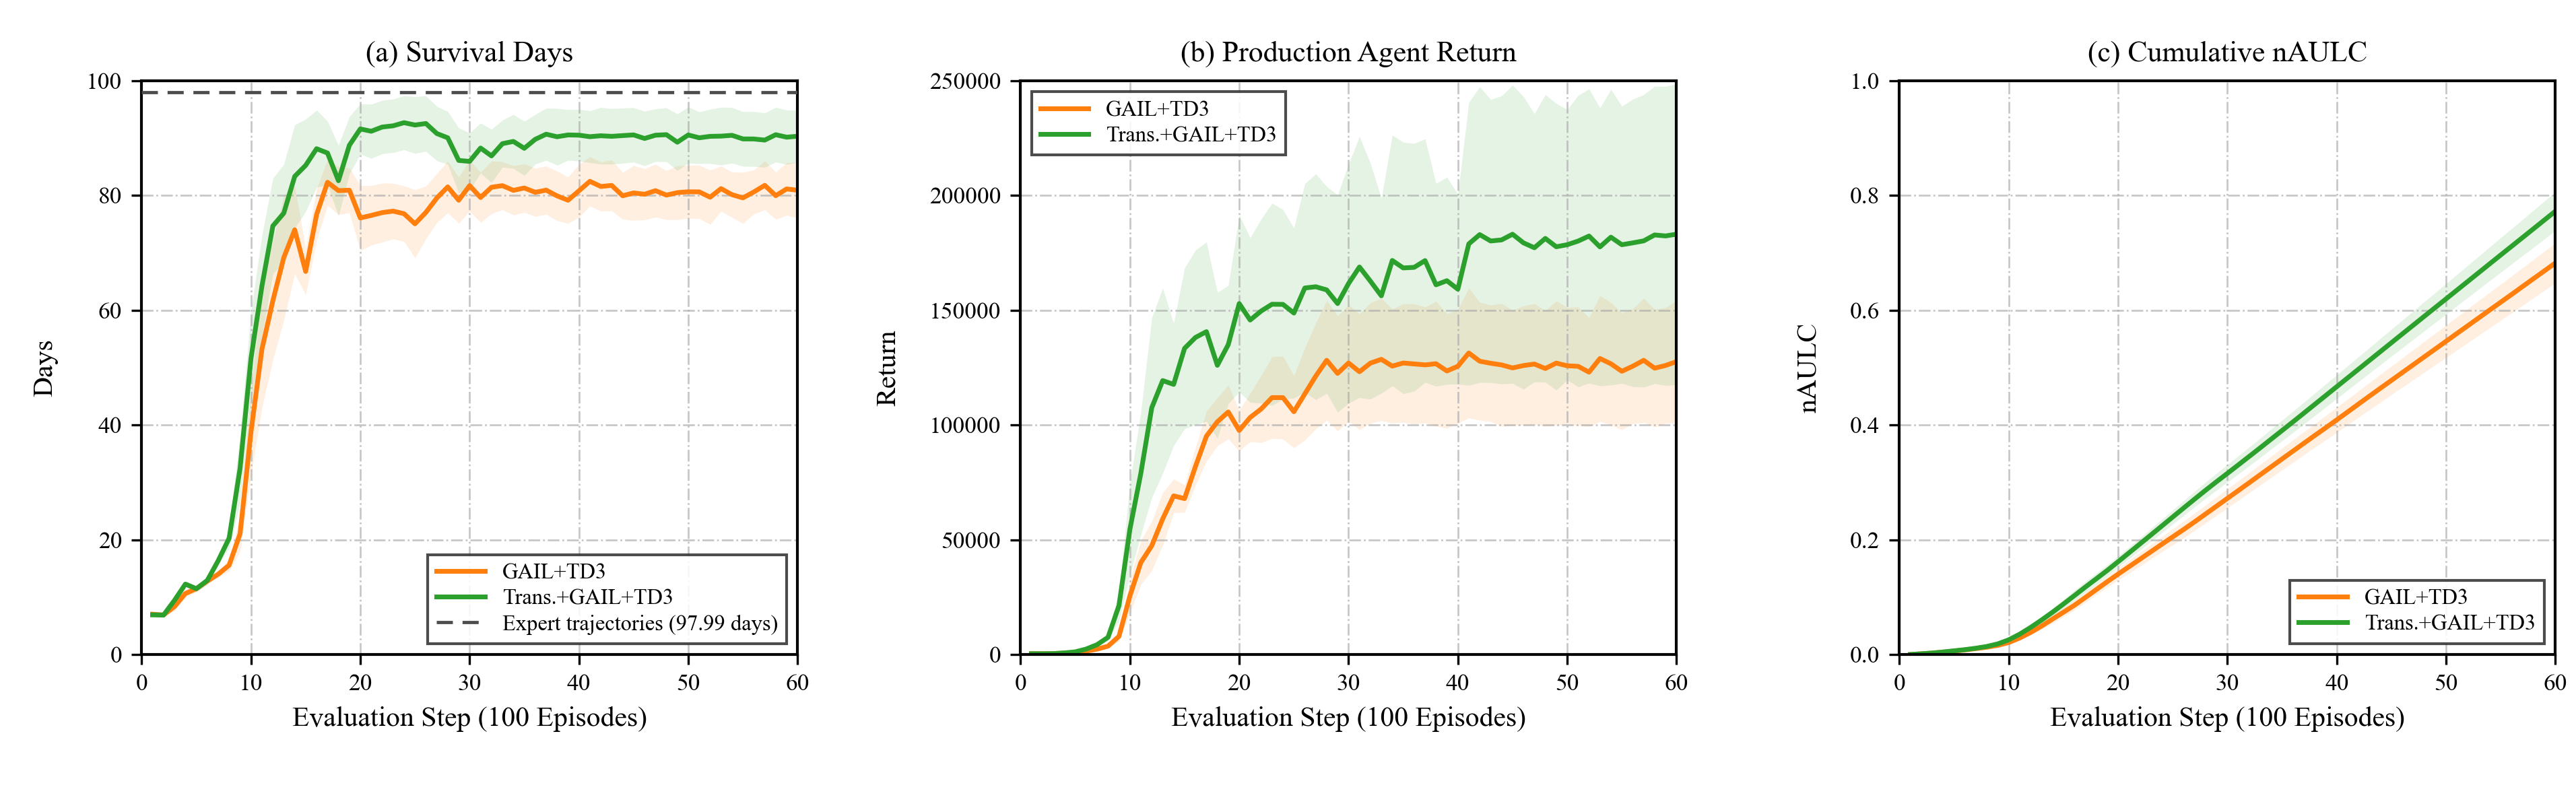 (a) Survival Days
100
80
60
40
20
0
Days
0 10 20 30 40 50 60
Evaluation Step (100 Episodes)
GAIL+TD3
Trans.+GAIL+TD3
Expert trajectories (97.99 days)
(b) Production Agent Return
250000
200000
150000
100000
50000
0
Return
0 10 20 30 40 50 60
Evaluation Step (100 Episodes)
GAIL+TD3
Trans.+GAIL+TD3
(c) Cumulative nAULC
1.0
0.8
0.6
0.4
0.2
0.0
nAULC
0 10 20 30 40 50 60
Evaluation Step (100 Episodes)
GAIL+TD3
Trans.+GAIL+TD3